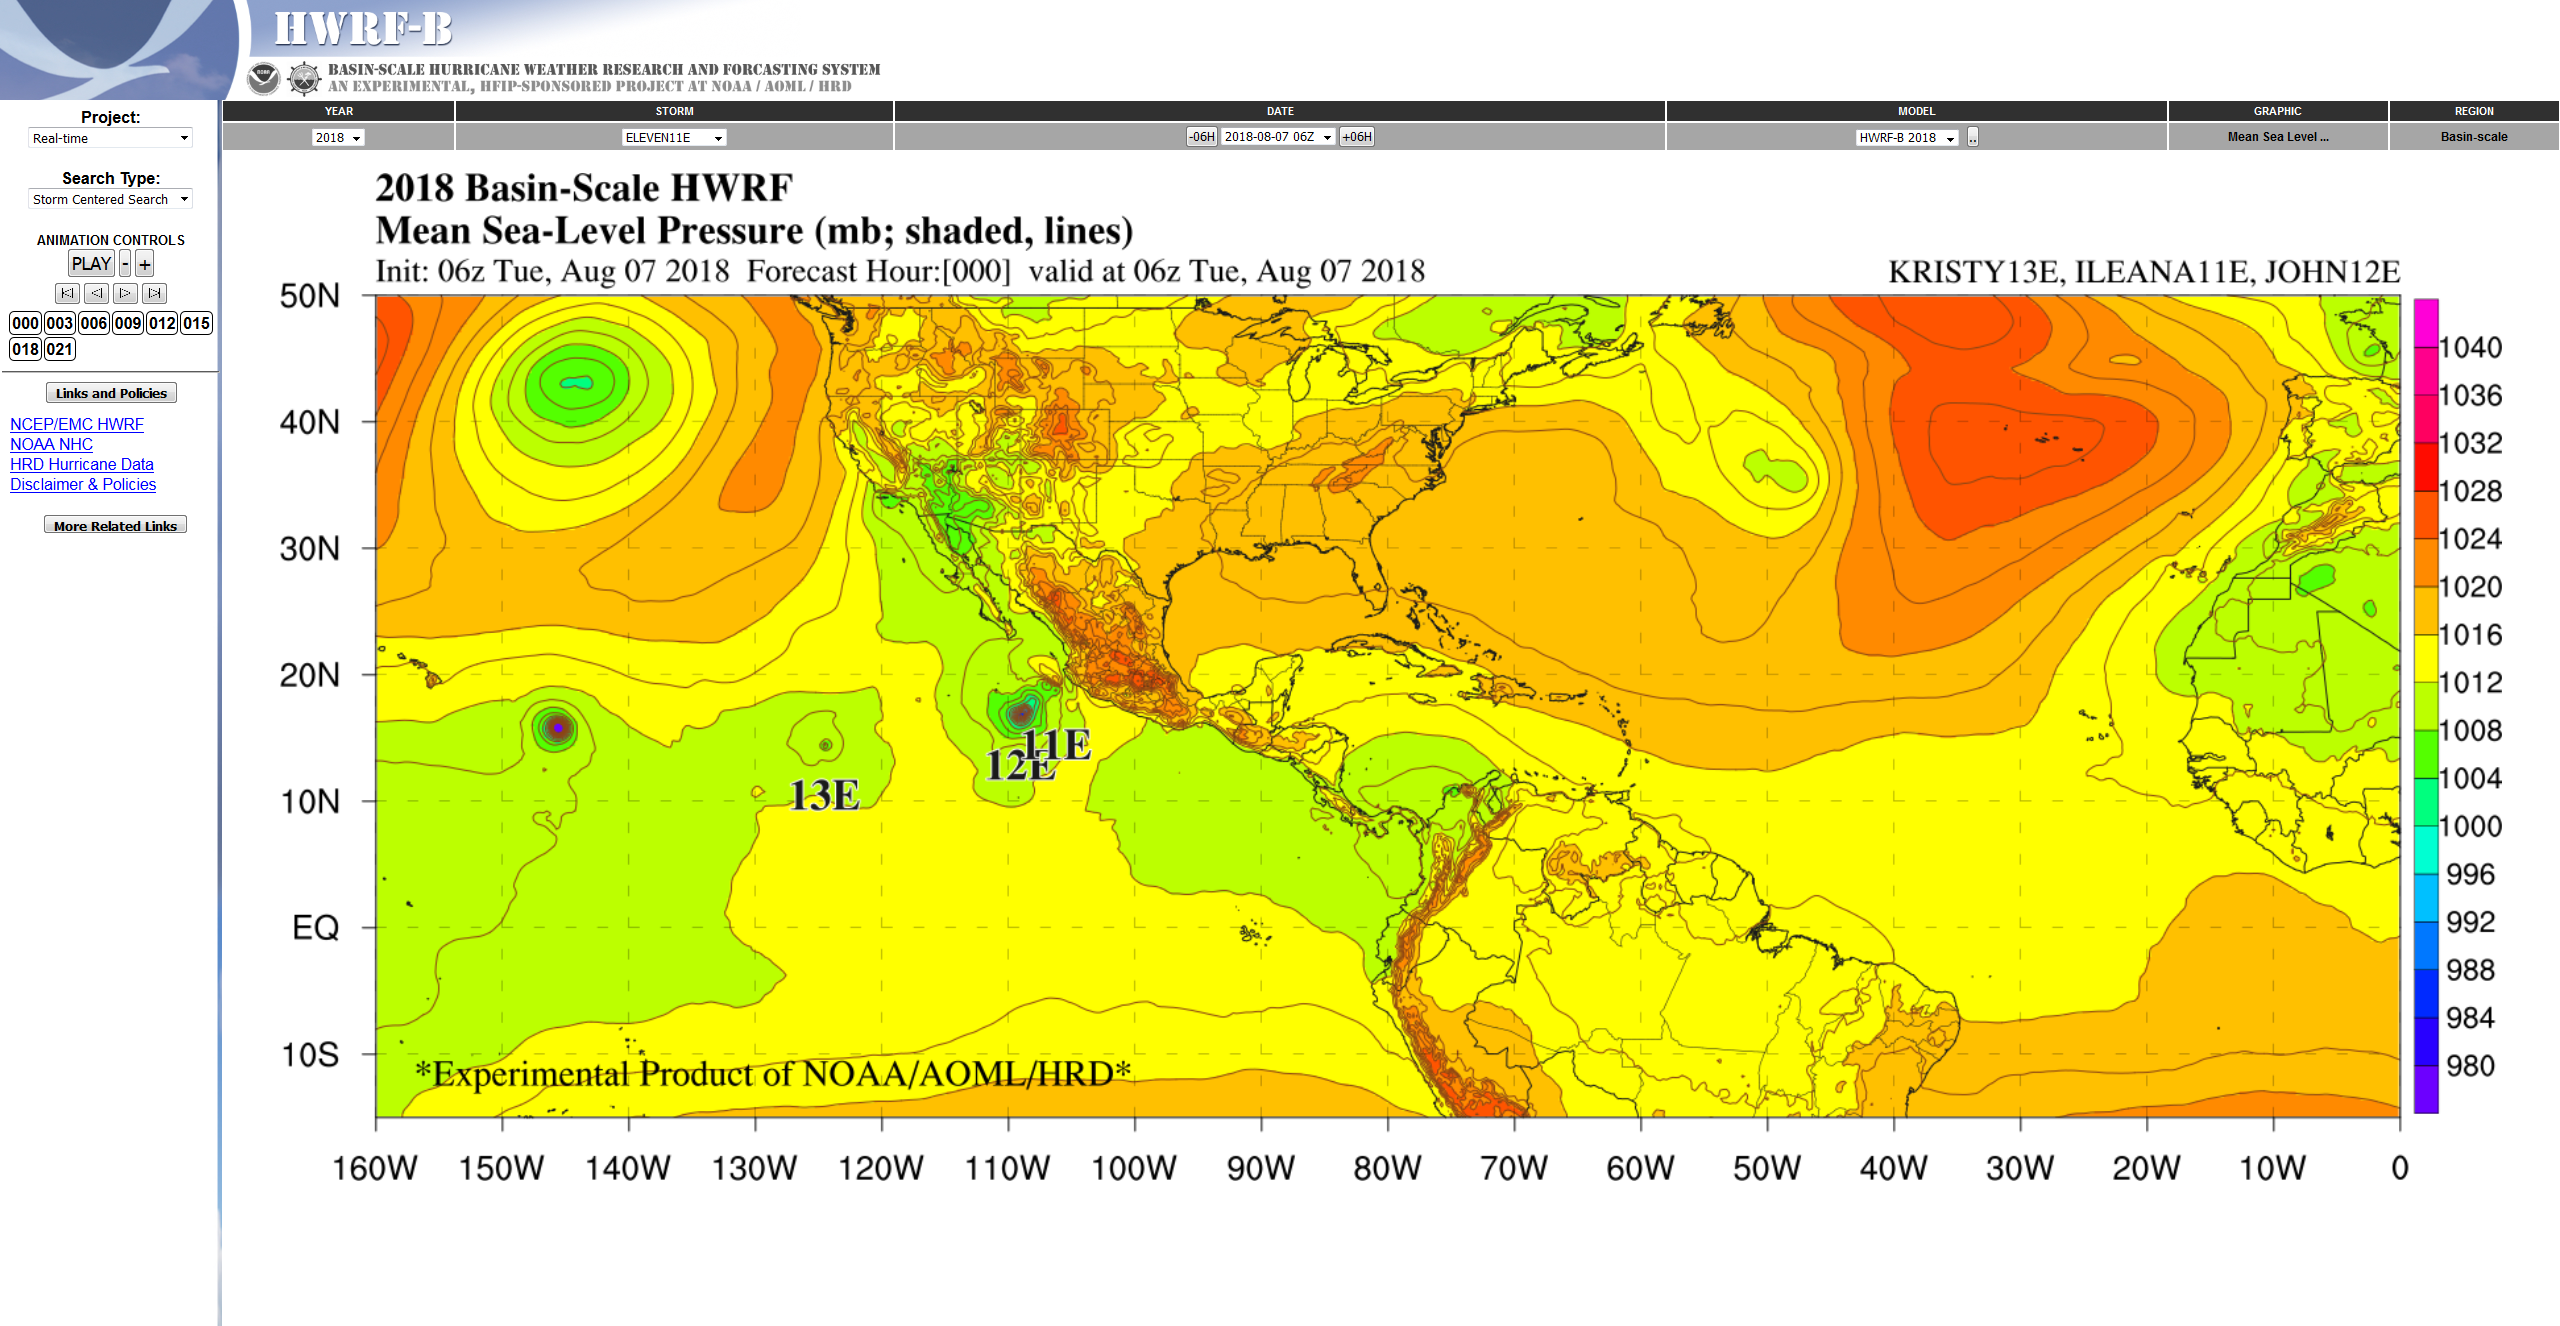 HWRF-B
BASIN-SCALE HURRICANE WEATHER RESEARCH AND FORCASTING SYSTEM
AN EXPERIMENTAL, HFIP-SPONSORED PROJECT AT NOAA / AOML / HRD
YEAR STORM DATE MODEL GRAPHIC REGION
2018 ELEVEN11E -06H 2018-08-07 06Z +06H HWRF-B 2018 .. Mean Sea Level ... Basin-scale
Project:
Real-time
Search Type:
Storm Centered Search
ANIMATION CONTROLS
PLAY - +
000 003 006 009 012 015
018 021
Links and Policies
NCEP/EMC HWRF
NOAA NHC
HRD Hurricane Data
Disclaimer & Policies
More Related Links
2018 Basin-Scale HWRF
Mean Sea-Level Pressure (mb; shaded, lines)
Init: 06z Tue, Aug 07 2018 Forecast Hour:[000] valid at 06z Tue, Aug 07 2018
KRISTY13E, ILEANA11E, JOHN12E
50N
40N
30N
20N
10N
EQ
10S
11E
12E
13E
*Experimental Product of NOAA/AOML/HRD*
160W 150W 140W 130W 120W 110W 100W 90W 80W 70W 60W 50W 40W 30W 20W 10W 0
1040
1036
1032
1028
1024
1020
1016
1012
1008
1004
1000
996
992
988
984
980